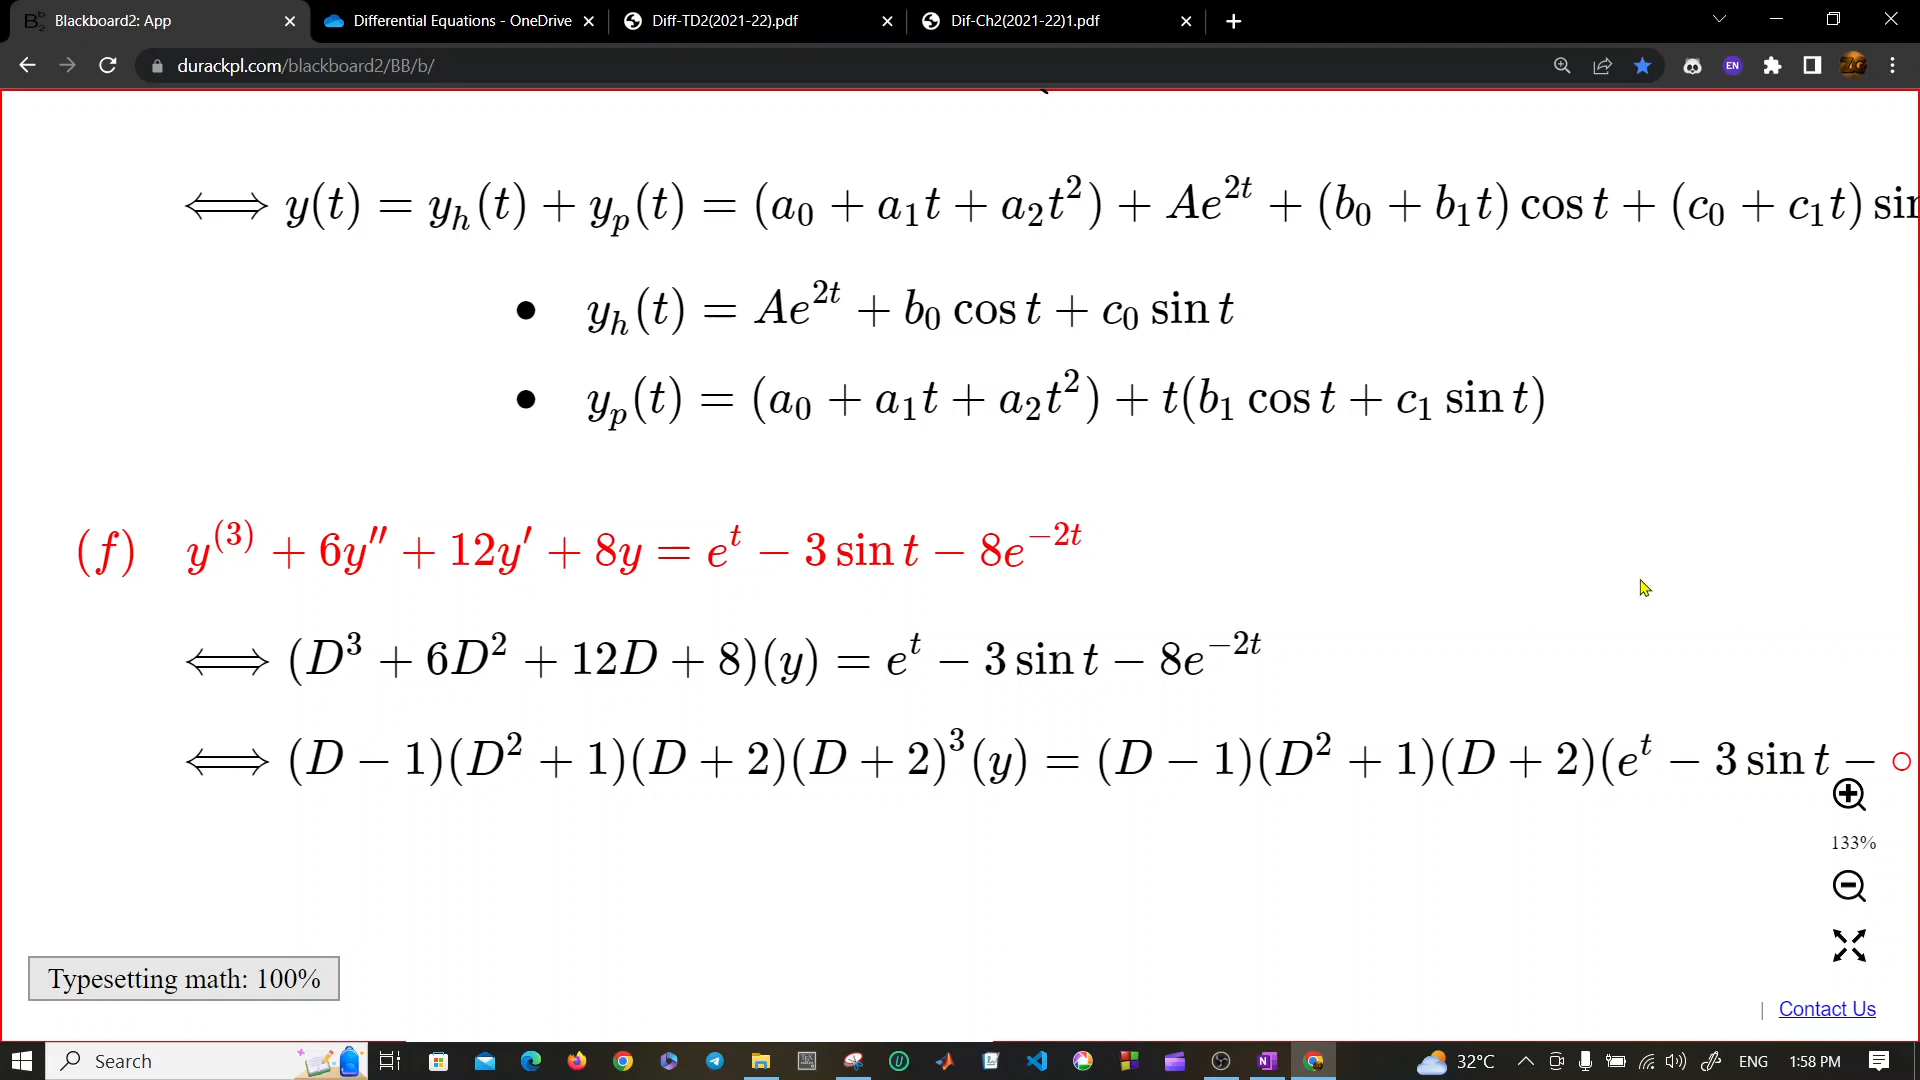 Blackboard2: App
Differential Equations - OneDrive
Diff-TD2(2021-22).pdf
Dif-Ch2(2021-22)1.pdf
durackpl.com/blackboard2/BB/b/
EN
⟺ y(t) = y_h(t) + y_p(t) = (a_0 + a_1t + a_2t^2) + Ae^{2t} + (b_0 + b_1t) cos t + (c_0 + c_1t) sin
• y_h(t) = Ae^{2t} + b_0 cos t + c_0 sin t
• y_p(t) = (a_0 + a_1t + a_2t^2) + t(b_1 cos t + c_1 sin t)
(f) y^{(3)} + 6y′′ + 12y′ + 8y = e^t − 3 sin t − 8e^{−2t}
⟺ (D^3 + 6D^2 + 12D + 8)(y) = e^t − 3 sin t − 8e^{−2t}
⟺ (D − 1)(D^2 + 1)(D + 2)(D + 2)^3(y) = (D − 1)(D^2 + 1)(D + 2)(e^t − 3 sin t −
133%
Typesetting math: 100%
| Contact Us
Search
32°C
ENG
1:58 PM